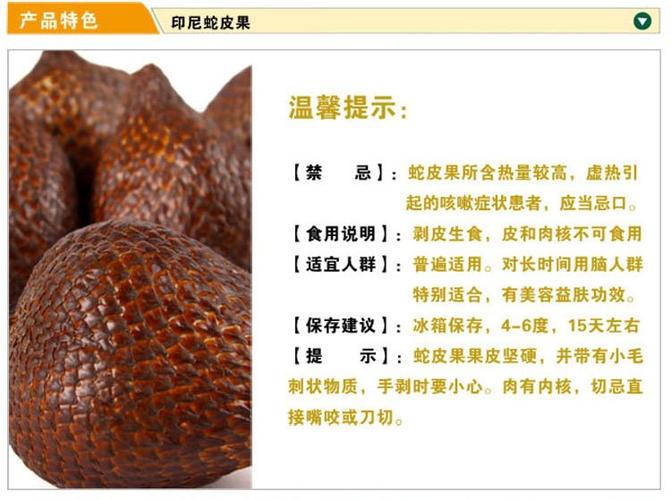 产品特色
印尼蛇皮果
温馨提示：
【禁 忌】：蛇皮果所含热量较高，虚热引
起的咳嗽症状患者，应当忌口。
【食用说明】：剥皮生食，皮和肉核不可食用
【适宜人群】：普遍适用。对长时间用脑人群
特别适合，有美容益肤功效。
【保存建议】：冰箱保存，4-6度，15天左右
【提 示】：蛇皮果果皮坚硬，并带有小毛
刺状物质，手剥时要小心。肉有内核，切忌直
接嘴咬或刀切。